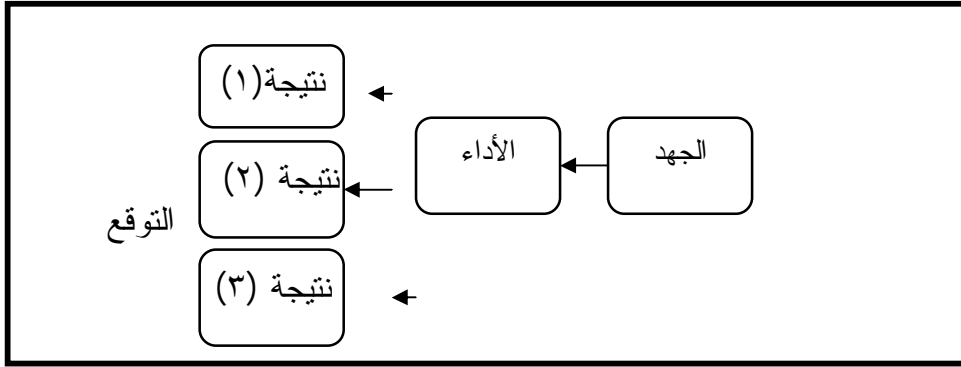 الجهد
الأداء
نتيجة(١)
نتيجة (٢)
نتيجة (٣)
التوقع